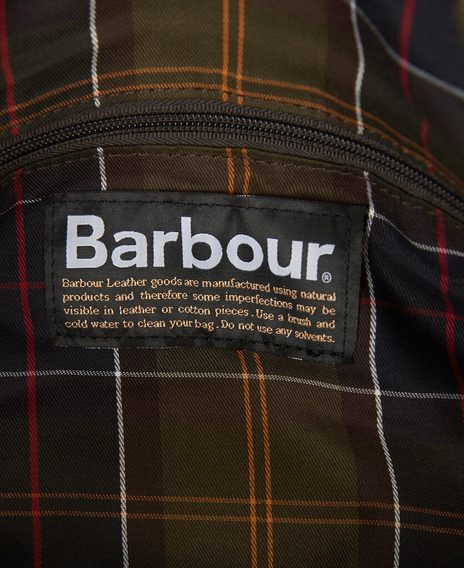 Barbour®
Barbour Leather goods are manufactured using natural
products and therefore some imperfections may be
visible in leather or cotton pieces. Use a brush and
cold water to clean your bag. Do not use any solvents.